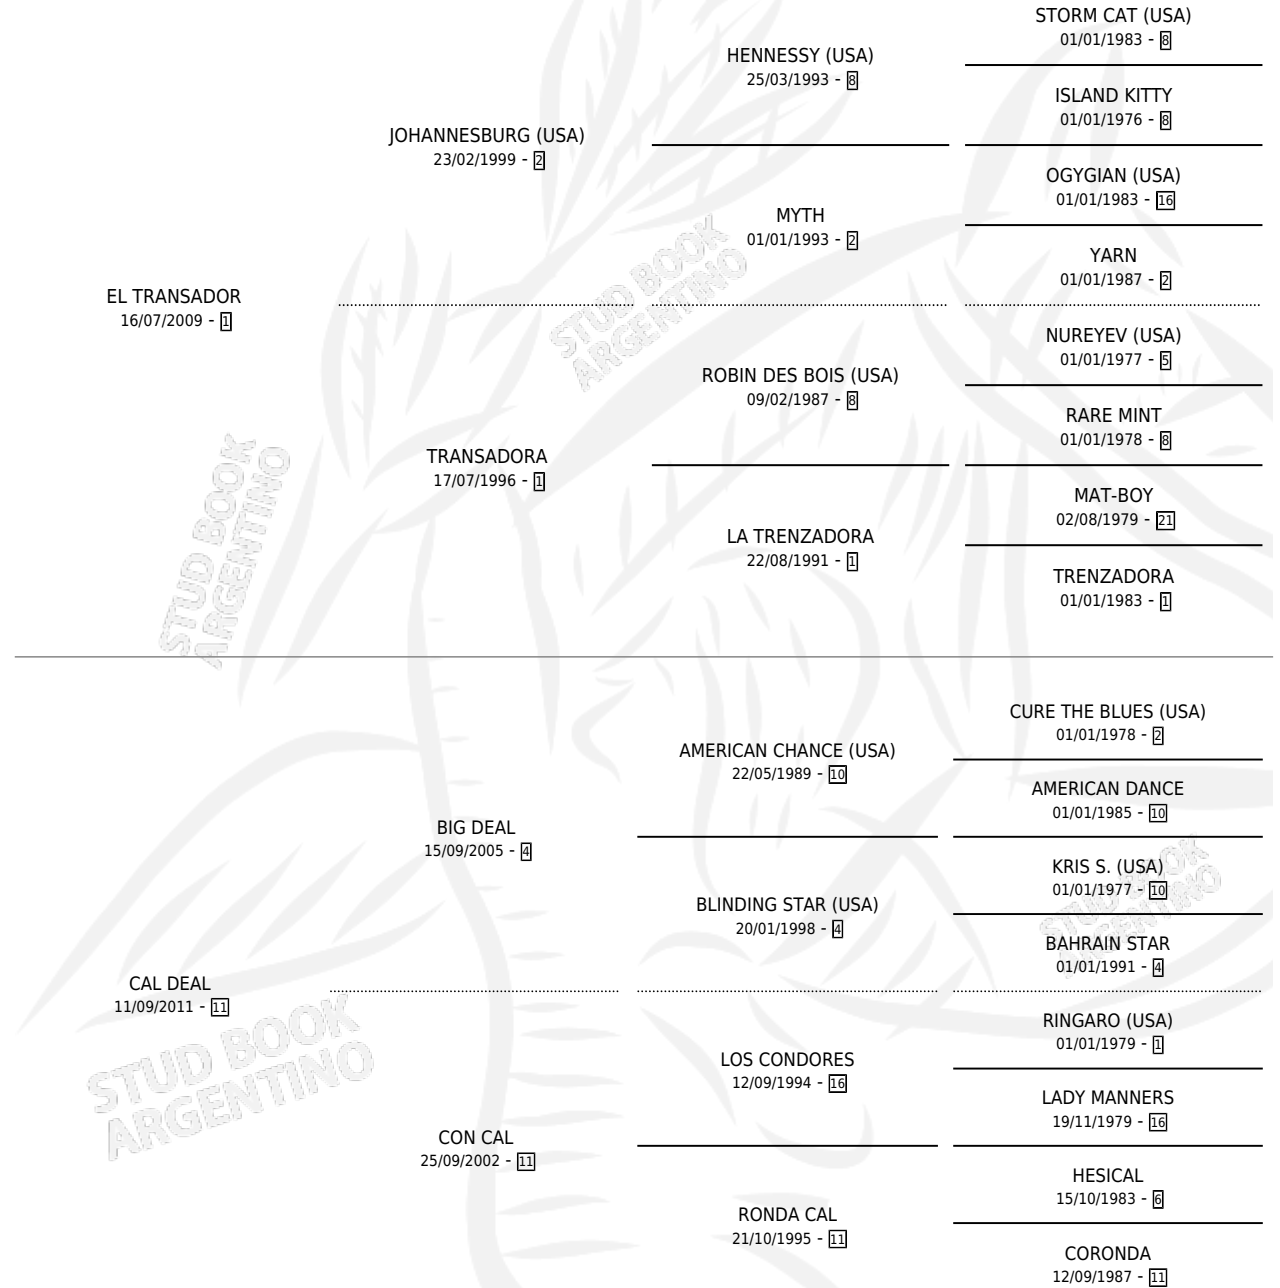 STORM CAT (USA)
01/01/1983 - 8
HENNESSY (USA)
25/03/1993 - 8
ISLAND KITTY
01/01/1976 - 8
JOHANNESBURG (USA)
23/02/1999 - 2
OGYGIAN (USA)
01/01/1983 - 16
MYTH
01/01/1993 - 2
YARN
01/01/1987 - 2
EL TRANSADOR
16/07/2009 - 1
NUREYEV (USA)
01/01/1977 - 5
ROBIN DES BOIS (USA)
09/02/1987 - 8
RARE MINT
01/01/1978 - 8
TRANSADORA
17/07/1996 - 1
MAT-BOY
02/08/1979 - 21
LA TRENZADORA
22/08/1991 - 1
TRENZADORA
01/01/1983 - 1
CURE THE BLUES (USA)
01/01/1978 - 2
AMERICAN CHANCE (USA)
22/05/1989 - 10
AMERICAN DANCE
01/01/1985 - 10
BIG DEAL
15/09/2005 - 4
KRIS S. (USA)
01/01/1977 - 10
BLINDING STAR (USA)
20/01/1998 - 4
BAHRAIN STAR
01/01/1991 - 4
CAL DEAL
11/09/2011 - 11
RINGARO (USA)
01/01/1979 - 1
LOS CONDORES
12/09/1994 - 16
LADY MANNERS
19/11/1979 - 16
CON CAL
25/09/2002 - 11
HESICAL
15/10/1983 - 6
RONDA CAL
21/10/1995 - 11
CORONDA
12/09/1987 - 11
STUD BOOK
ARGENTINO
STUD BOOK
ARGENTINO
STUD BOOK
ARGENTINO
STUD BOOK
ARGENTINO